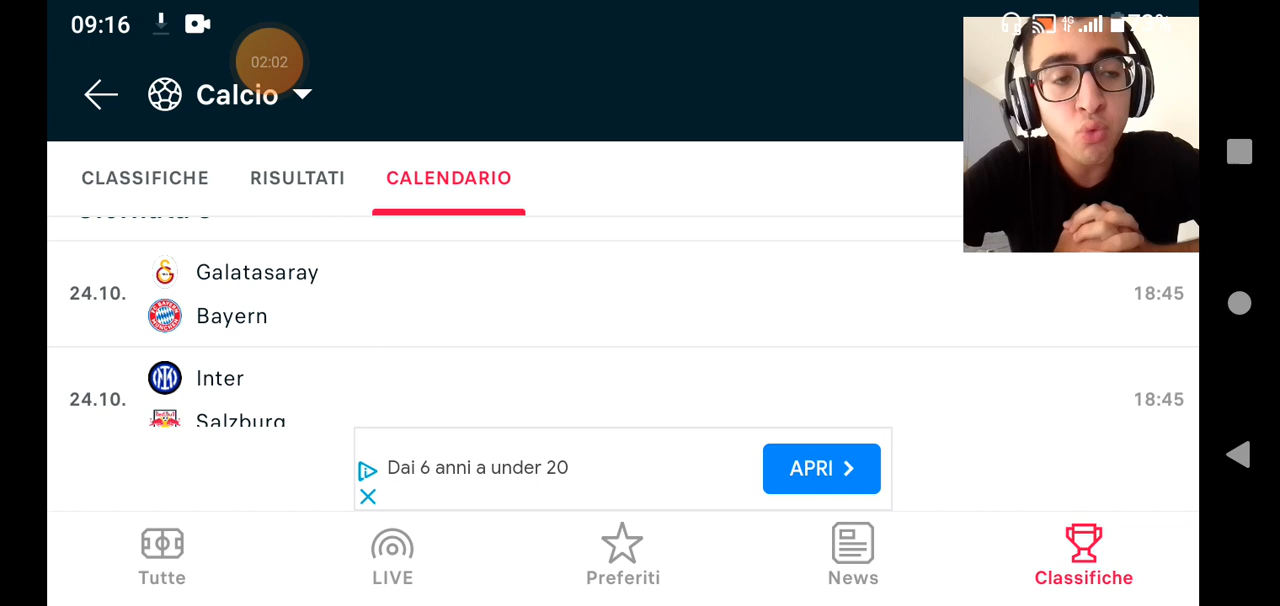 09:16
02:02
Calcio
CLASSIFICHE RISULTATI CALENDARIO
24.10.
Galatasaray
Bayern
18:45
24.10.
Inter
Salzburg
18:45
Dai 6 anni a under 20
APRI
Tutte LIVE Preferiti News Classifiche